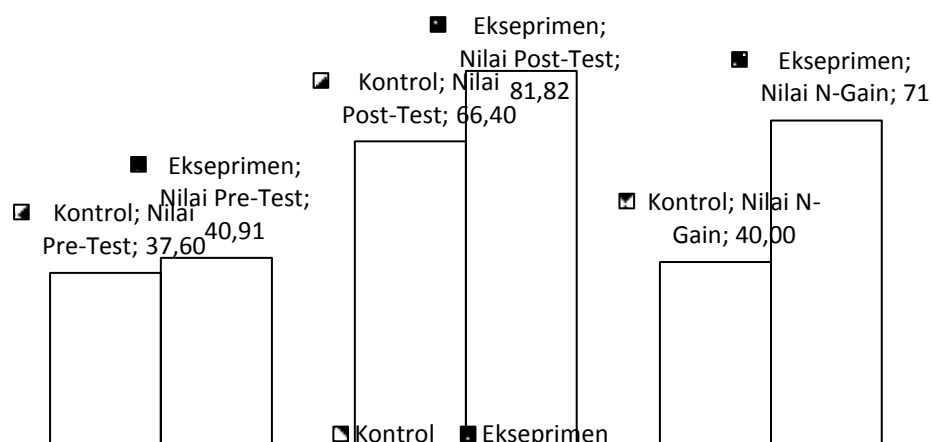 Kontrol; Nilai
Pre-Test; 37,60
Ekseprimen;
Nilai Pre-Test;
40,91
Kontrol; Nilai
Post-Test; 66,40
Ekseprimen;
Nilai Post-Test;
81,82
Kontrol; Nilai N-
Gain; 40,00
Ekseprimen;
Nilai N-Gain; 71
Kontrol Ekseprimen